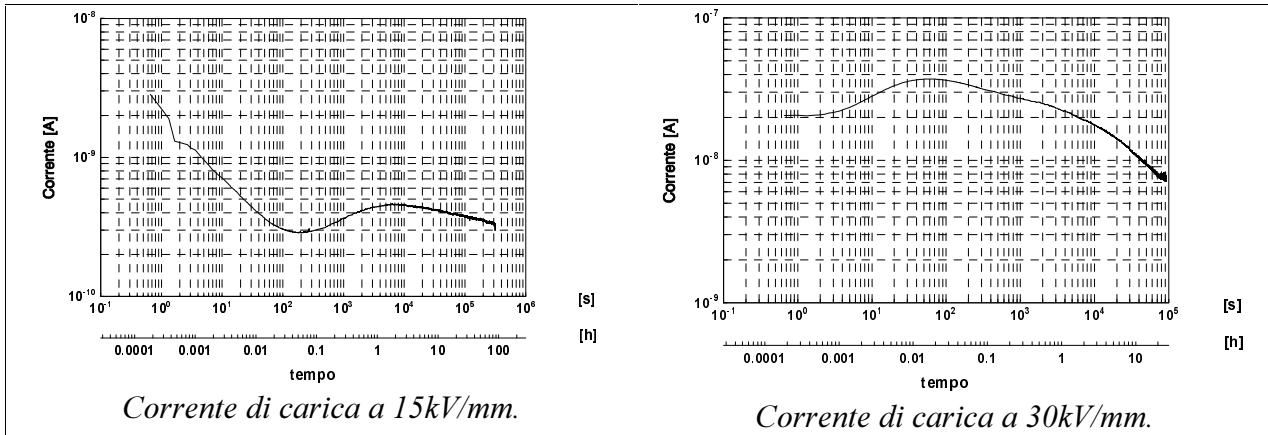 10⁻⁸
10⁻⁹
10⁻¹⁰
Corrente [A]
10⁻¹ 10⁰ 10¹ 10² 10³ 10⁴ 10⁵ 10⁶ [s]
0.0001 0.001 0.01 0.1 1 10 100 [h]
tempo
Corrente di carica a 15kV/mm.
10⁻⁷
10⁻⁸
10⁻⁹
Corrente [A]
10⁻¹ 10⁰ 10¹ 10² 10³ 10⁴ 10⁵ [s]
0.0001 0.001 0.01 0.1 1 10 [h]
tempo
Corrente di carica a 30kV/mm.